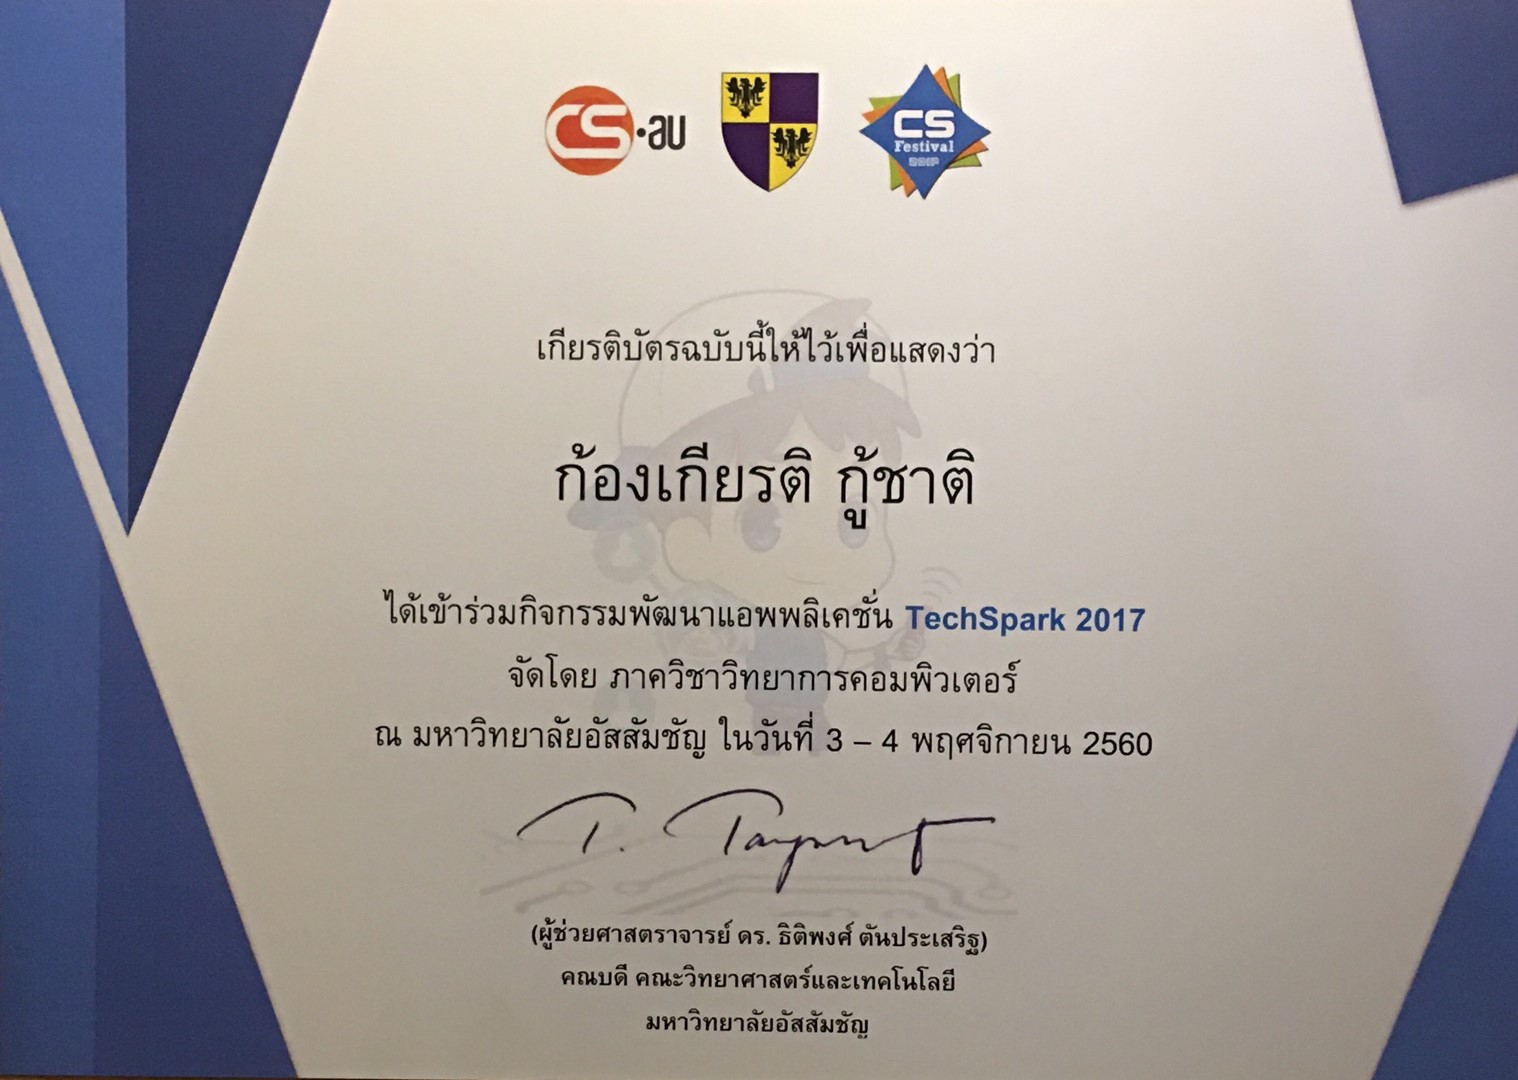 CS•au
CS
Festival
2017
เกียรติบัตรฉบับนี้ให้ไว้เพื่อแสดงว่า
ก้องเกียรติ กู้ชาติ
ได้เข้าร่วมกิจกรรมพัฒนาแอพพลิเคชั่น TechSpark 2017
จัดโดย ภาควิชาวิทยาการคอมพิวเตอร์
ณ มหาวิทยาลัยอัสสัมชัญ ในวันที่ 3 – 4 พฤศจิกายน 2560
(ผู้ช่วยศาสตราจารย์ ดร. ธิติพงศ์ ตันประเสริฐ)
คณบดี คณะวิทยาศาสตร์และเทคโนโลยี
มหาวิทยาลัยอัสสัมชัญ